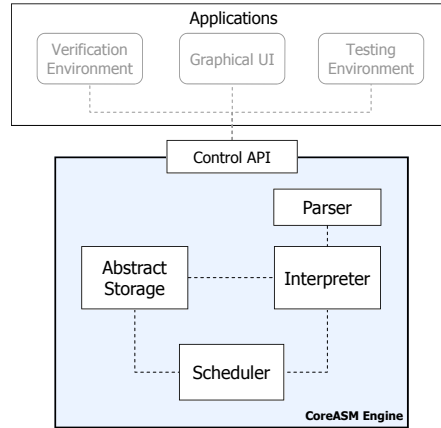 Applications
Verification
Environment
Graphical UI
Testing
Environment
Control API
Parser
Abstract
Storage
Interpreter
Scheduler
CoreASM Engine